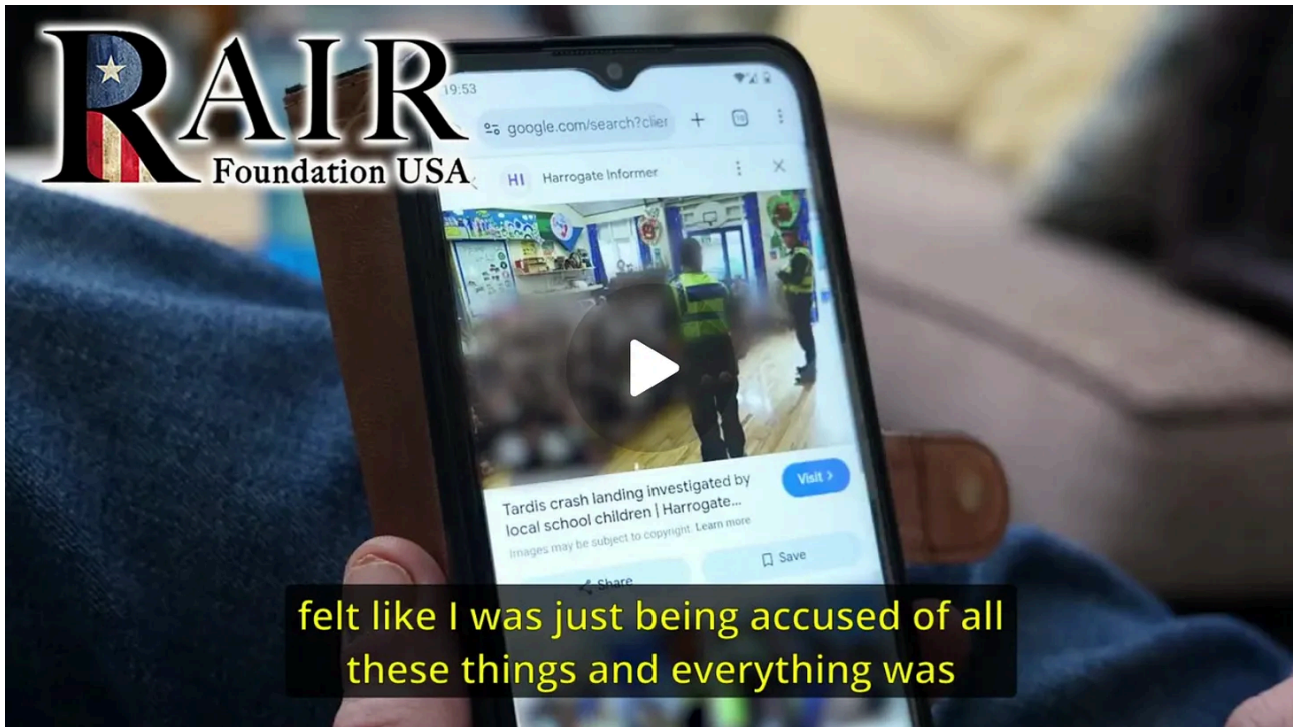 RAIR
Foundation USA
19:53
google.com/search?clier
HI Harrogate Informer
Tardis crash landing investigated by
local school children | Harrogate...
Visit >
Images may be subject to copyright. Learn more
Share
Save
felt like I was just being accused of all
these things and everything was